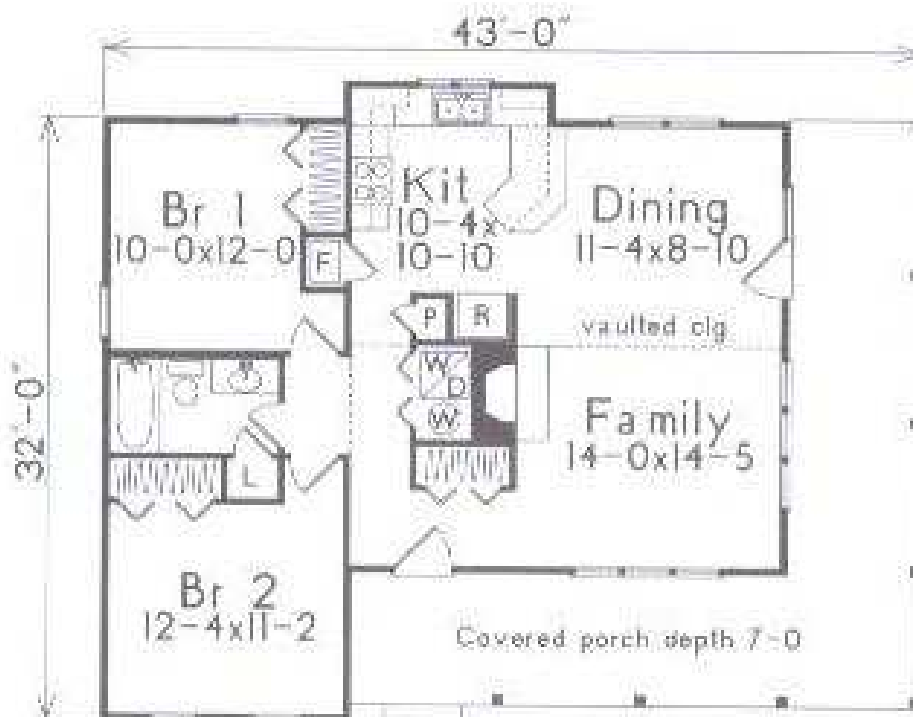 43'-0"
Br 1
10-0x12-0
Kit
10-4x
10-10
Dining
11-4x8-10
F
P
R
vaulted clg
W
D
W
32'-0"
Family
14-0x14-5
L
Br 2
12-4x11-2
Covered porch depth 7-0